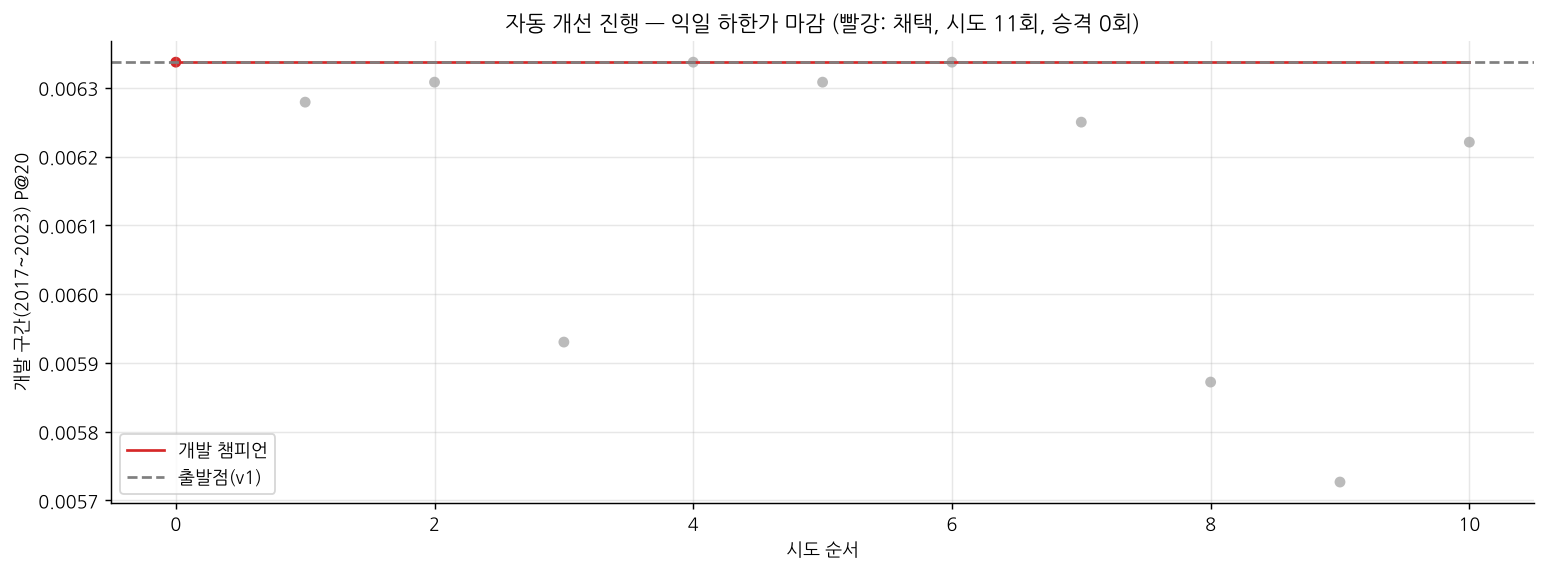 자동 개선 진행 — 익일 하한가 마감 (빨강: 채택, 시도 11회, 승격 0회)
개발 구간(2017~2023) P@20
0.0063
0.0062
0.0061
0.0060
0.0059
0.0058
0.0057
개발 챔피언
출발점(v1)
0 2 4 6 8 10
시도 순서